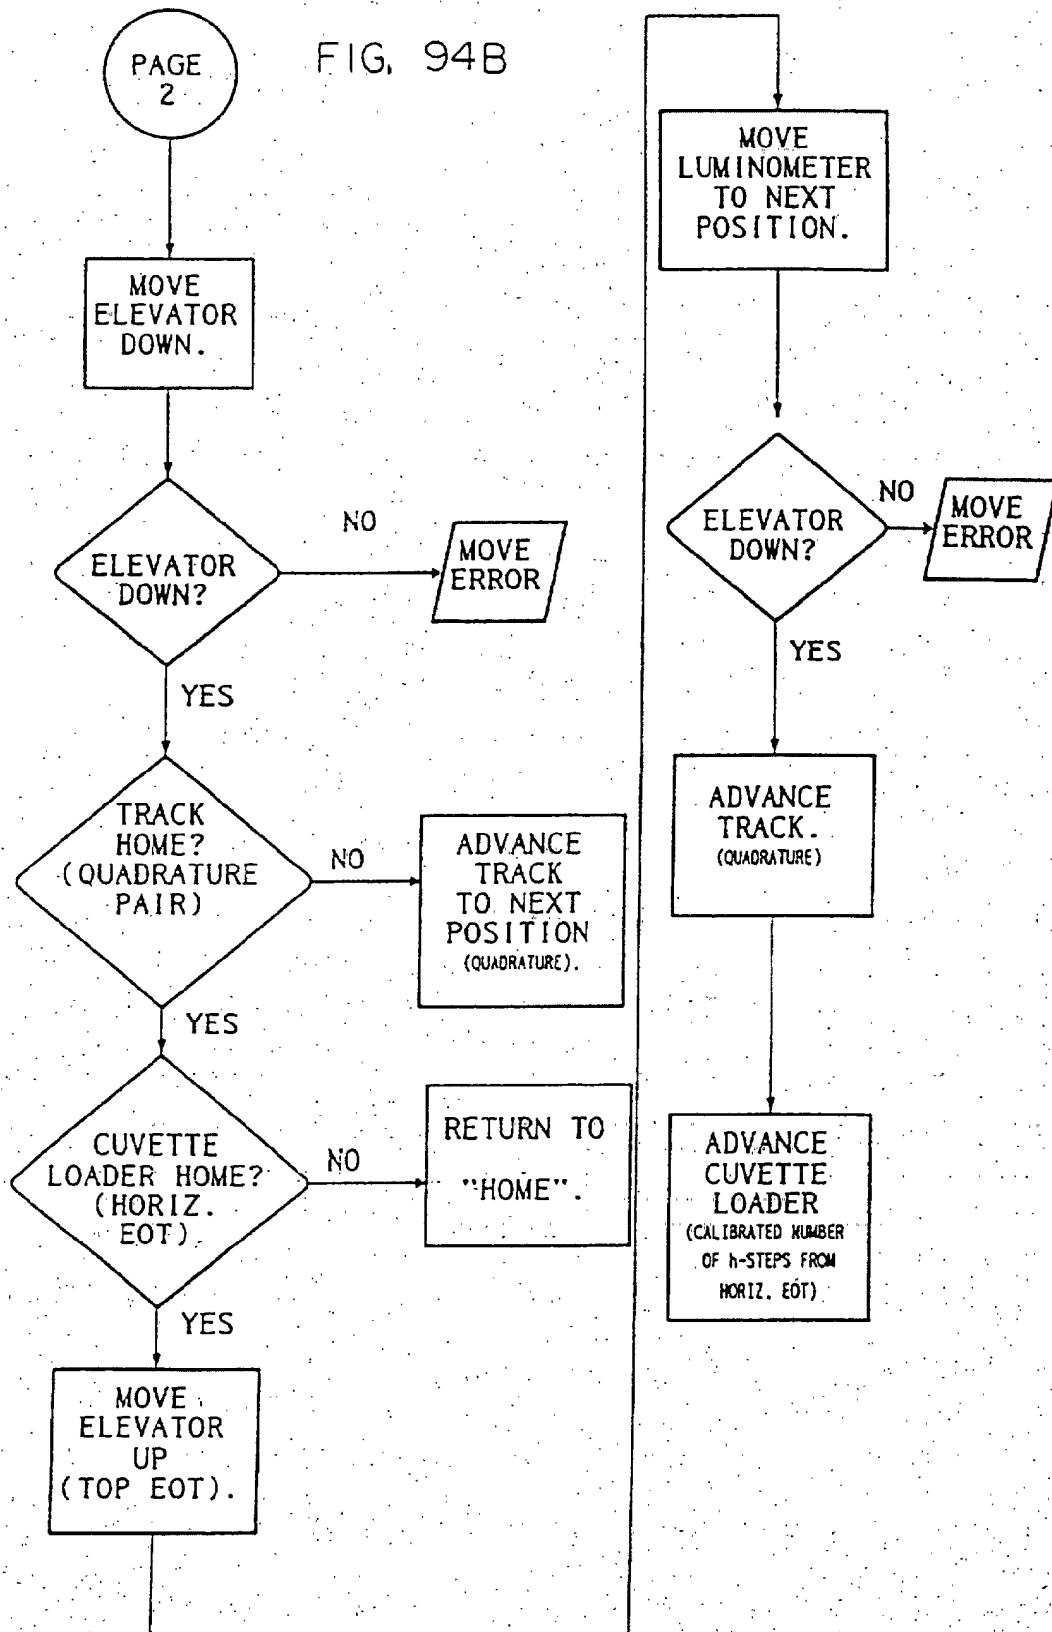 FIG. 94B
PAGE
2
MOVE
ELEVATOR
DOWN.
ELEVATOR
DOWN?
NO
MOVE
ERROR
YES
TRACK
HOME?
(QUADRATURE
PAIR)
NO
ADVANCE
TRACK
TO NEXT
POSITION
(QUADRATURE).
YES
CUVETTE
LOADER HOME?
(HORIZ.
EOT)
NO
RETURN TO
"HOME".
YES
MOVE
ELEVATOR
UP
(TOP EOT).
MOVE
LUMINOMETER
TO NEXT
POSITION.
ELEVATOR
DOWN?
NO
MOVE
ERROR
YES
ADVANCE
TRACK.
(QUADRATURE)
ADVANCE
CUVETTE
LOADER
(CALIBRATED NUMBER
OF h-STEPS FROM
HORIZ. EOT)